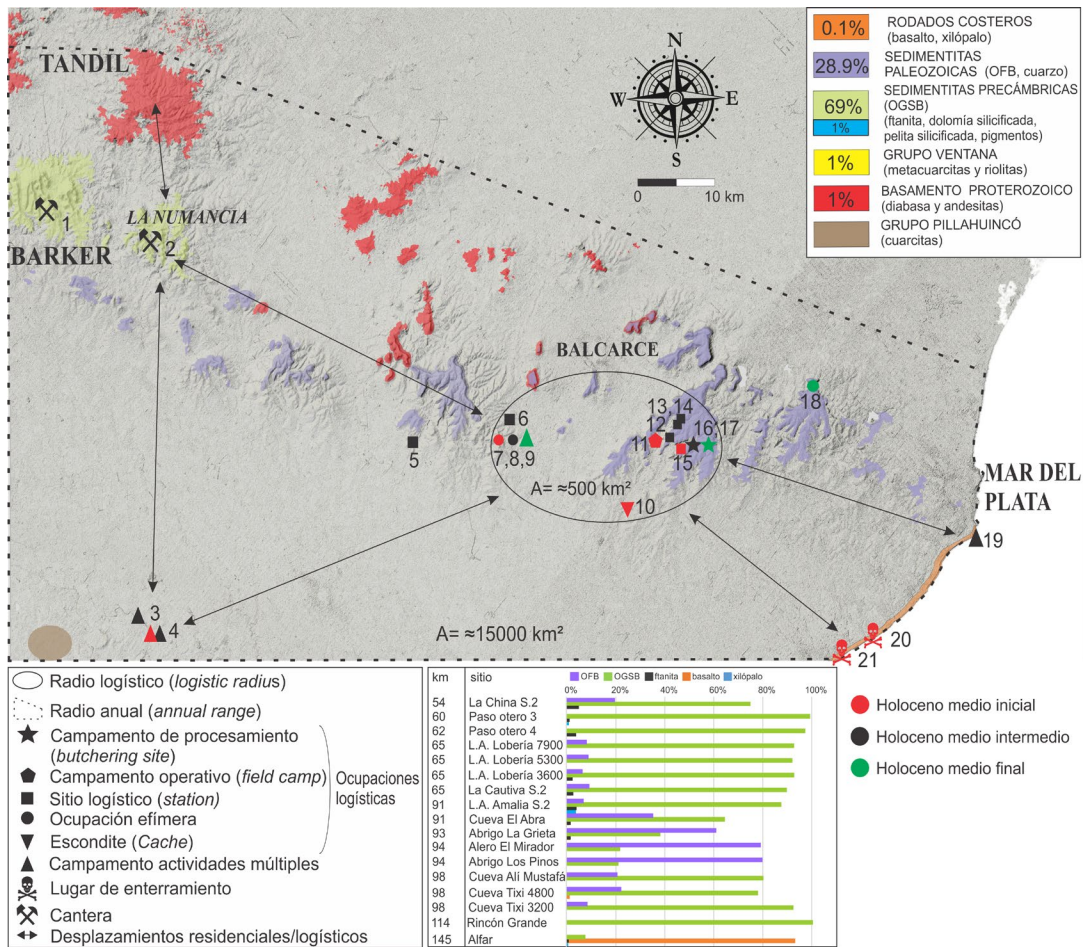 0.1%
RODADOS COSTEROS
(basalto, xilópalo)
28.9%
SEDIMENTITAS
PALEOZOICAS (OFB, cuarzo)
69%
1%
SEDIMENTITAS PRECÁMBRICAS
(OGSB)
(ftanita, dolomía silicificada,
pelita silicificada, pigmentos)
1%
GRUPO VENTANA
(metacuarcitas y riolitas)
1%
BASAMENTO PROTEROZOICO
(diabasa y andesitas)
GRUPO PILLAHUINCÓ
(cuarcitas)
TANDIL
N
W E
S
0 10 km
1
LA NUMANCIA
2
BARKER
BALCARCE
18
13, 14
6
12
16, 17
11
5
7,8,9
15
A= ≈500 km²
10
MAR DEL
PLATA
19
3
4
A= ≈15000 km²
20
21
Radio logístico (logistic radius)
Radio anual (annual range)
Campamento de procesamiento
(butchering site)
Campamento operativo (field camp)
Sitio logístico (station)
Ocupación efímera
Escondite (Cache)
Ocupaciones
logísticas
Campamento actividades múltiples
Lugar de enterramiento
Cantera
Desplazamientos residenciales/logísticos
km sitio
OFB OGSB ftanita basalto xilópalo
0% 20% 40% 60% 80% 100%
54 La China S.2
60 Paso otero 3
62 Paso otero 4
65 L.A. Lobería 7900
65 L.A. Lobería 5300
65 L.A. Lobería 3600
65 La Cautiva S.2
91 L.A. Amalia S.2
91 Cueva El Abra
93 Abrigo La Grieta
94 Alero El Mirador
94 Abrigo Los Pinos
98 Cueva Alí Mustafá
98 Cueva Tixi 4800
98 Cueva Tixi 3200
114 Rincón Grande
145 Alfar
Holoceno medio inicial
Holoceno medio intermedio
Holoceno medio final